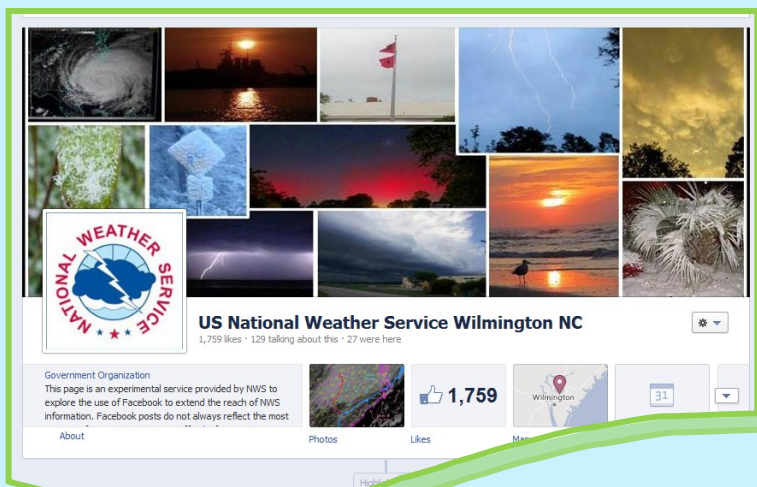 NATIONAL WEATHER SERVICE
US National Weather Service Wilmington NC
1,759 likes · 129 talking about this · 27 were here
Government Organization
This page is an experimental service provided by NWS to
explore the use of Facebook to extend the reach of NWS
information. Facebook posts do not always reflect the most
About
Photos
1,759
Likes
Wilmington
31